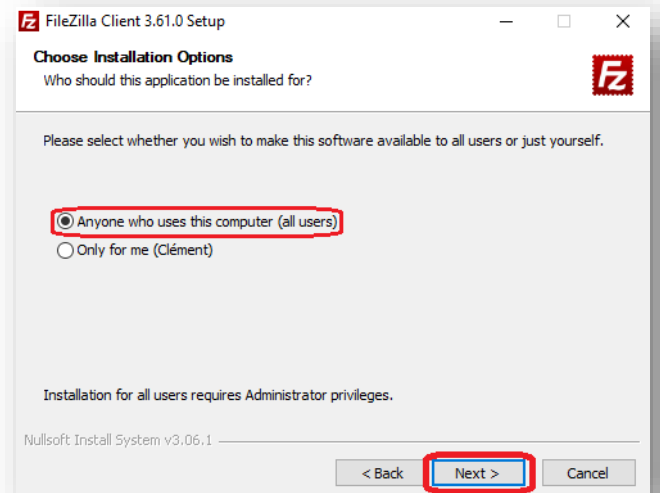 FileZilla Client 3.61.0 Setup
Choose Installation Options
Who should this application be installed for?
Fz
Please select whether you wish to make this software available to all users or just yourself.
Anyone who uses this computer (all users)
Only for me (Clément)
Installation for all users requires Administrator privileges.
Nullsoft Install System v3.06.1
< Back Next > Cancel